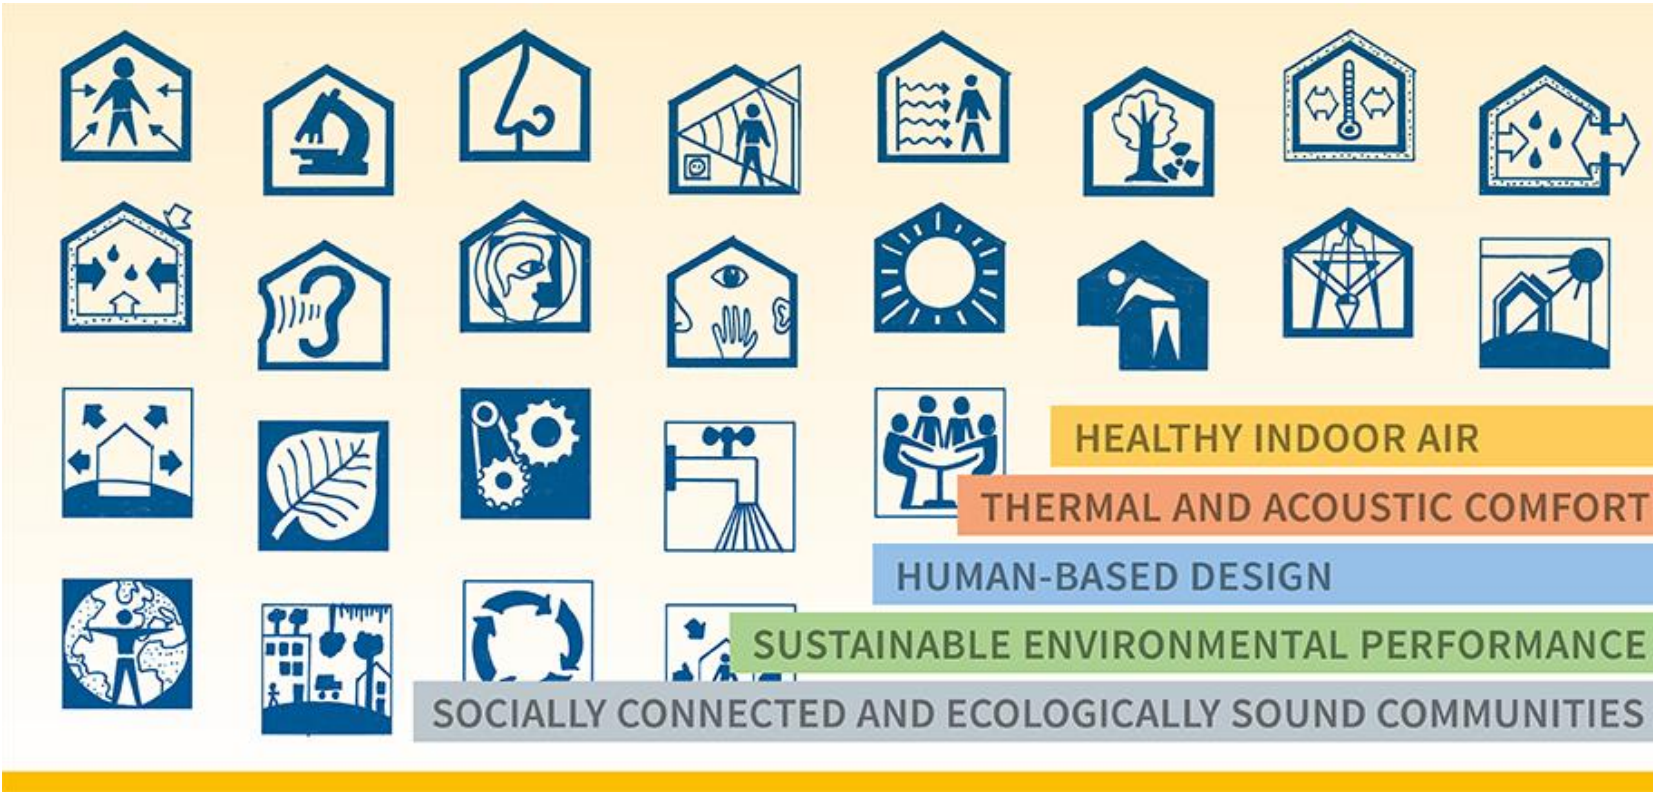 HEALTHY INDOOR AIR
THERMAL AND ACOUSTIC COMFORT
HUMAN-BASED DESIGN
SUSTAINABLE ENVIRONMENTAL PERFORMANCE
SOCIALLY CONNECTED AND ECOLOGICALLY SOUND COMMUNITIES